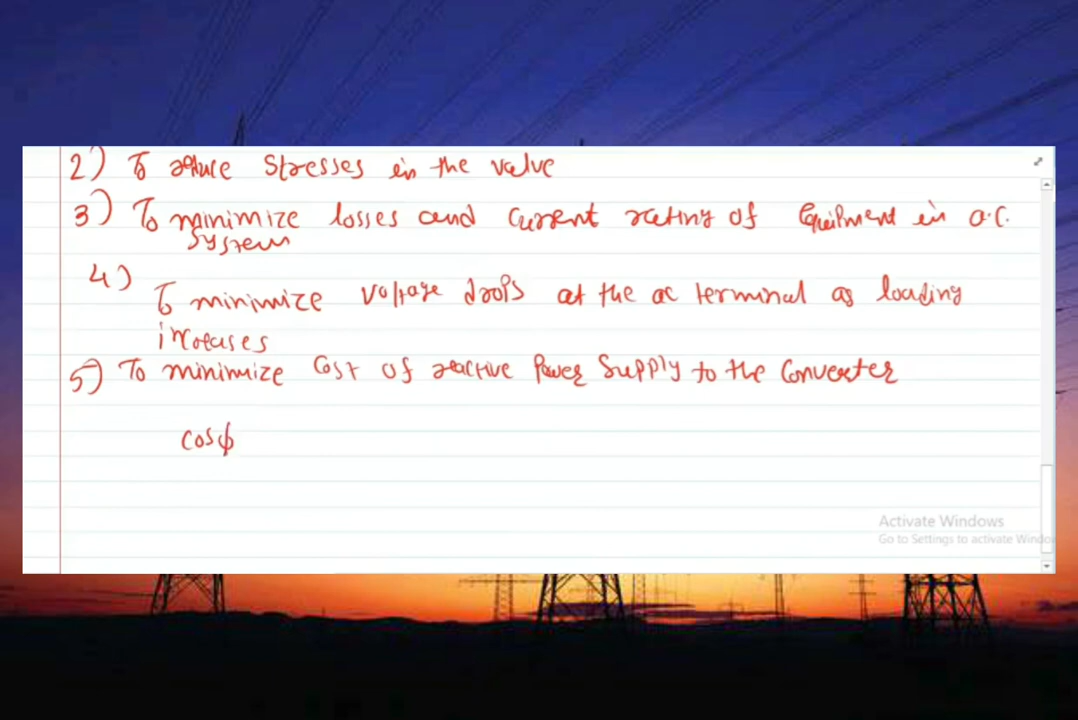 2) To reduce Stresses in the valve
3) To minimize losses and Current rating of Equipment in a.c.
System
4)
To minimize voltage drops at the ac terminal as loading
increases
5) To minimize Cost of reactive Power Supply to the Converter
cosϕ
Activate Windows
Go to Settings to activate Windo